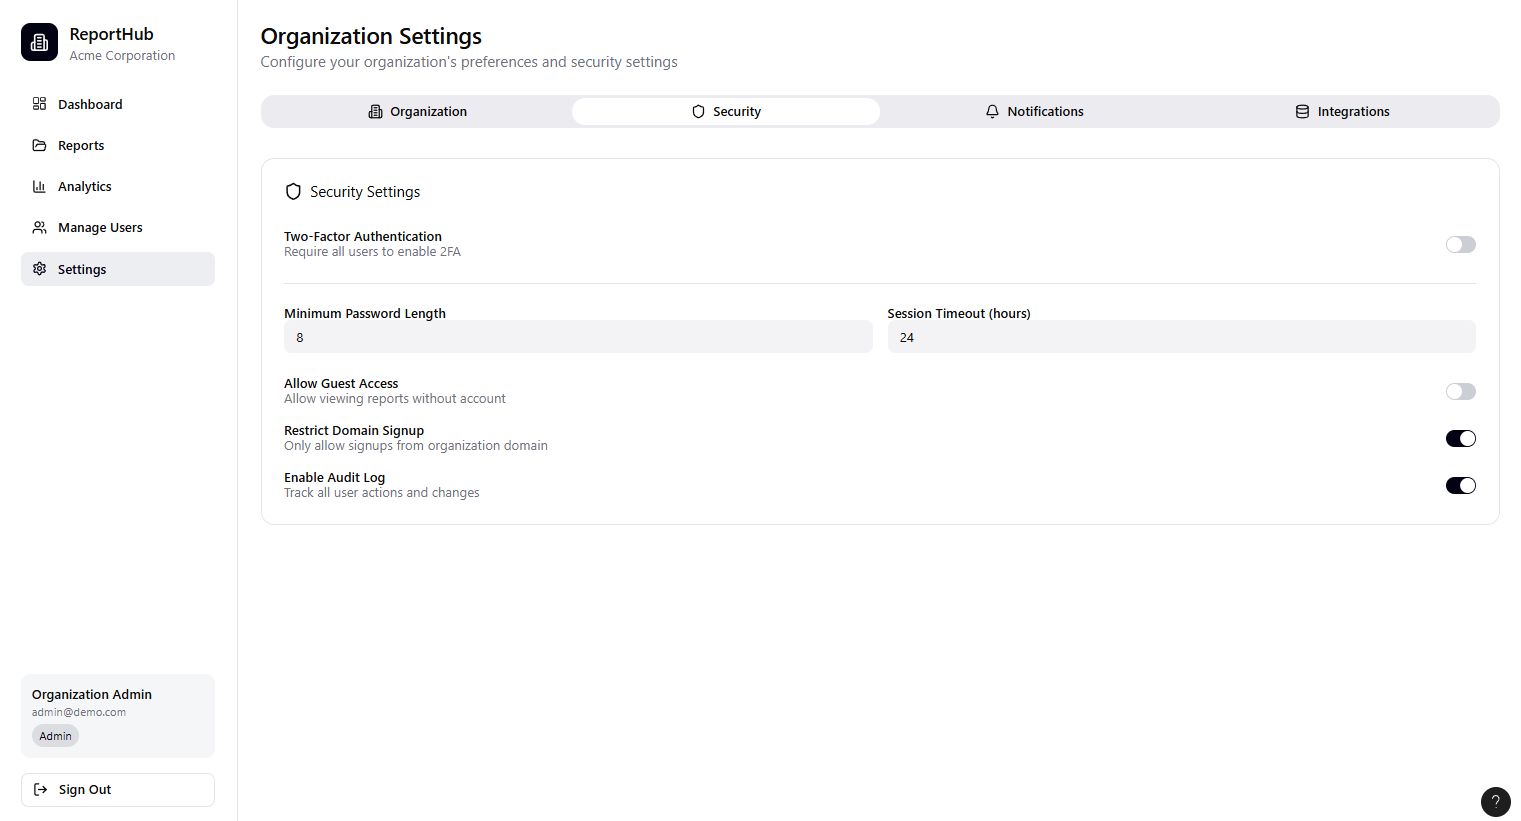 ReportHub
Acme Corporation
Dashboard
Reports
Analytics
Manage Users
Settings
Organization Admin
admin@demo.com
Admin
Sign Out
Organization Settings
Configure your organization's preferences and security settings
Organization
Security
Notifications
Integrations
Security Settings
Two-Factor Authentication
Require all users to enable 2FA
Minimum Password Length
8
Session Timeout (hours)
24
Allow Guest Access
Allow viewing reports without account
Restrict Domain Signup
Only allow signups from organization domain
Enable Audit Log
Track all user actions and changes
?